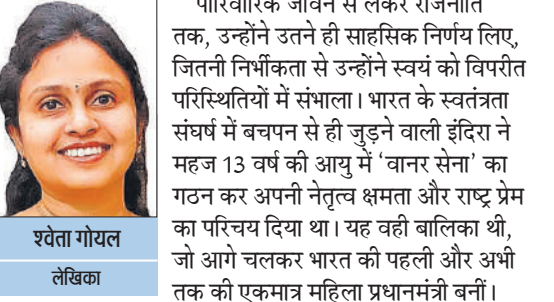 पारिवारिक जीवन से लेकर राजनीति
तक, उन्होंने उतने ही साहसिक निर्णय लिए,
जितनी निर्भीकता से उन्होंने स्वयं को विपरीत
परिस्थितियों में संभाला। भारत के स्वतंत्रता
संघर्ष में बचपन से ही जुड़ने वाली इंदिरा ने
महज 13 वर्ष की आयु में ‘वानर सेना’ का
गठन कर अपनी नेतृत्व क्षमता और राष्ट्र प्रेम
का परिचय दिया था। यह वही बालिका थी,
जो आगे चलकर भारत की पहली और अभी
तक की एकमात्र महिला प्रधानमंत्री बनीं।
श्वेता गोयल
लेखिका